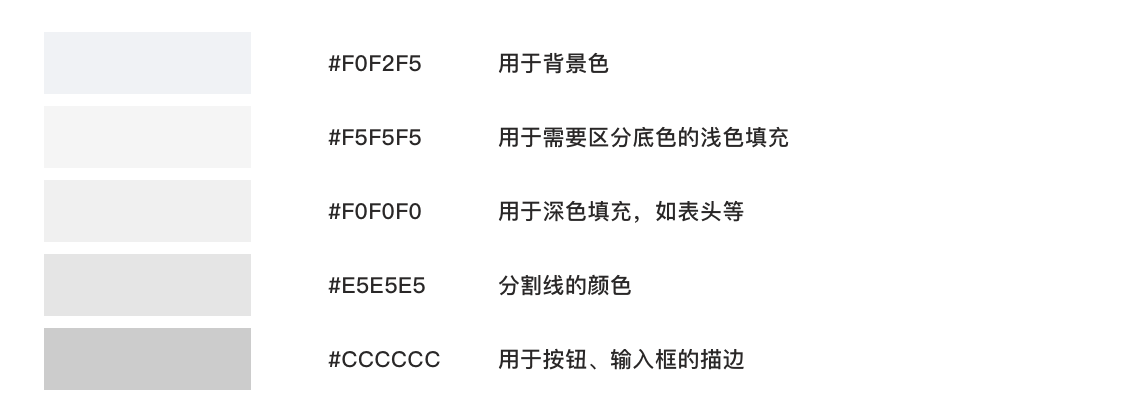 #F0F2F5 用于背景色
#F5F5F5 用于需要区分底色的浅色填充
#F0F0F0 用于深色填充，如表头等
#E5E5E5 分割线的颜色
#CCCCCC 用于按钮、输入框的描边